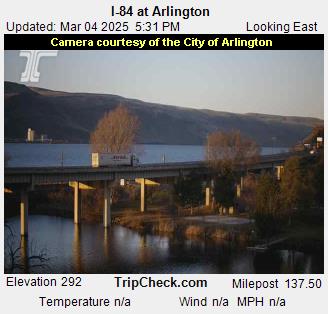 I-84 at Arlington
Updated: Mar 04 2025 5:31 PM Looking East
Camera courtesy of the City of Arlington
Elevation 292 TripCheck.com Milepost 137.50
Temperature n/a Wind n/a MPH n/a